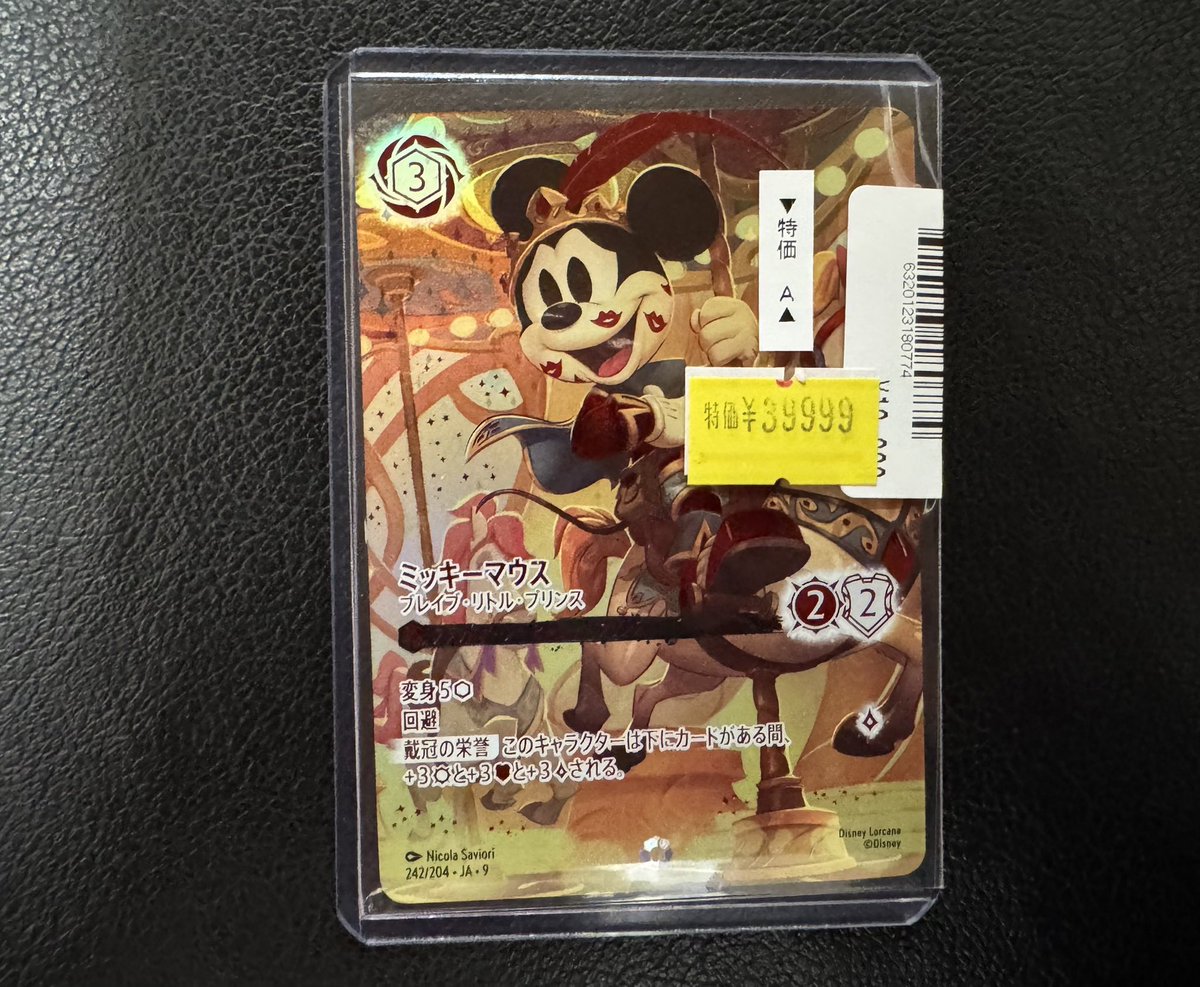 3
▼特価 A▲
6320123180774
特価¥39999
ミッキーマウス
ブレイブ・リトル・プリンス
2 2
変身5⬡
回避
戴冠の栄誉 このキャラクターは下にカードがある間、
+3と+3と+3される。
Nicola Saviori
242/204・JA・9
Disney Lorcana
©Disney